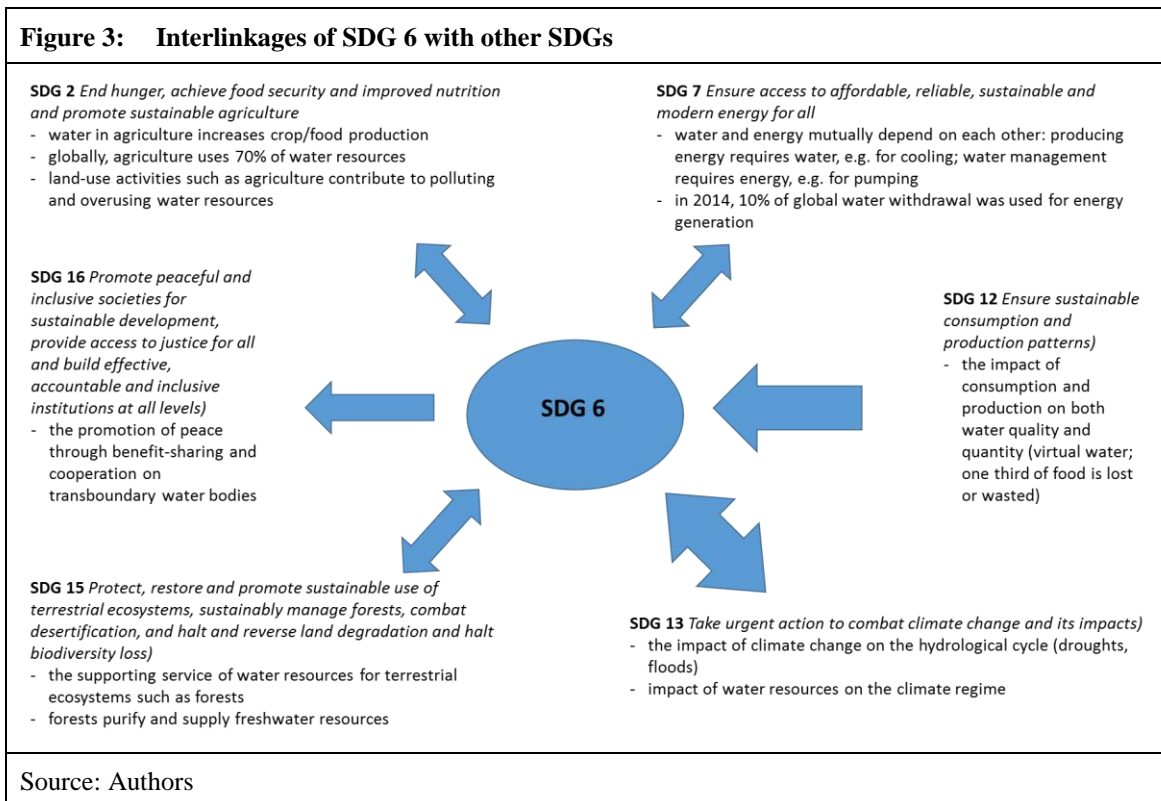 Figure 3: Interlinkages of SDG 6 with other SDGs
SDG 2 End hunger, achieve food security and improved nutrition
and promote sustainable agriculture
- water in agriculture increases crop/food production
- globally, agriculture uses 70% of water resources
- land-use activities such as agriculture contribute to polluting
and overusing water resources
SDG 7 Ensure access to affordable, reliable, sustainable and
modern energy for all
- water and energy mutually depend on each other: producing
energy requires water, e.g. for cooling; water management
requires energy, e.g. for pumping
- in 2014, 10% of global water withdrawal was used for energy
generation
SDG 16 Promote peaceful and
inclusive societies for
sustainable development,
provide access to justice for all
and build effective,
accountable and inclusive
institutions at all levels)
- the promotion of peace
through benefit-sharing and
cooperation on
transboundary water bodies
SDG 6
SDG 12 Ensure sustainable
consumption and
production patterns)
- the impact of
consumption and
production on both
water quality and
quantity (virtual water;
one third of food is lost
or wasted)
SDG 15 Protect, restore and promote sustainable use of
terrestrial ecosystems, sustainably manage forests, combat
desertification, and halt and reverse land degradation and halt
biodiversity loss)
- the supporting service of water resources for terrestrial
ecosystems such as forests
- forests purify and supply freshwater resources
SDG 13 Take urgent action to combat climate change and its impacts)
- the impact of climate change on the hydrological cycle (droughts,
floods)
- impact of water resources on the climate regime
Source: Authors